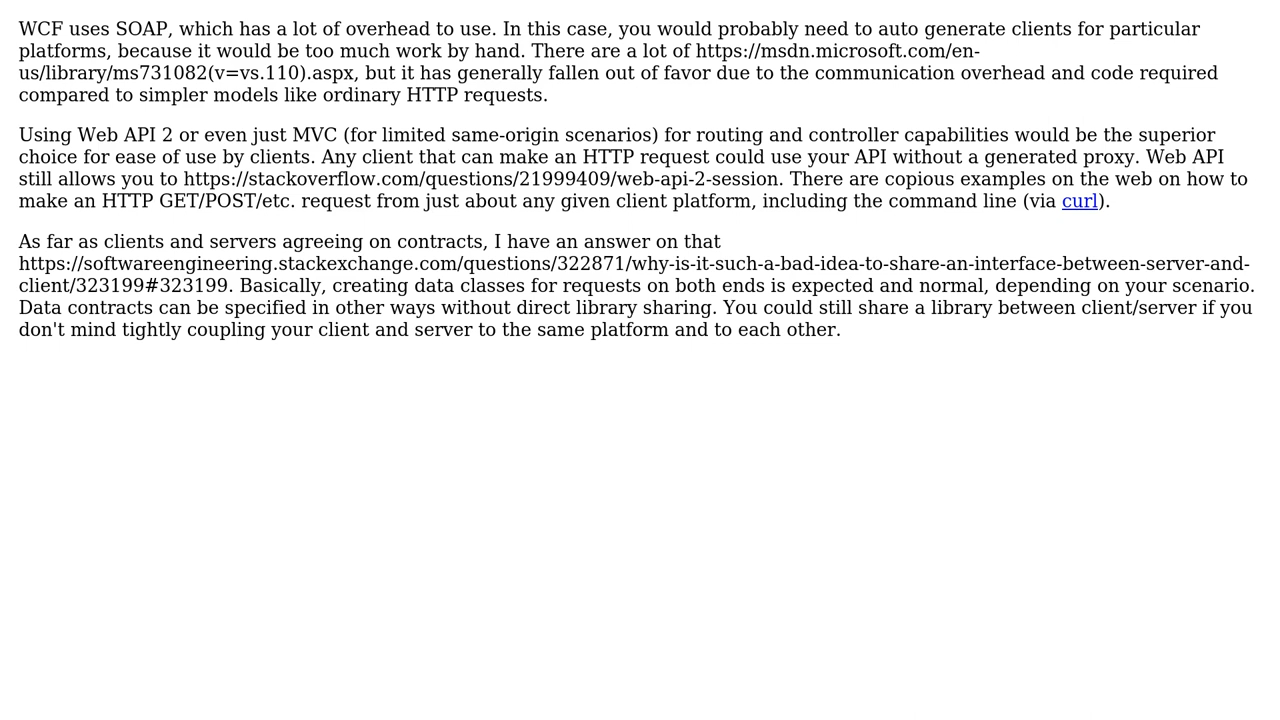 WCF uses SOAP, which has a lot of overhead to use. In this case, you would probably need to auto generate clients for particular
platforms, because it would be too much work by hand. There are a lot of https://msdn.microsoft.com/en-
us/library/ms731082(v=vs.110).aspx, but it has generally fallen out of favor due to the communication overhead and code required
compared to simpler models like ordinary HTTP requests.
Using Web API 2 or even just MVC (for limited same-origin scenarios) for routing and controller capabilities would be the superior
choice for ease of use by clients. Any client that can make an HTTP request could use your API without a generated proxy. Web API
still allows you to https://stackoverflow.com/questions/21999409/web-api-2-session. There are copious examples on the web on how to
make an HTTP GET/POST/etc. request from just about any given client platform, including the command line (via curl).
As far as clients and servers agreeing on contracts, I have an answer on that
https://softwareengineering.stackexchange.com/questions/322871/why-is-it-such-a-bad-idea-to-share-an-interface-between-server-and-
client/323199#323199. Basically, creating data classes for requests on both ends is expected and normal, depending on your scenario.
Data contracts can be specified in other ways without direct library sharing. You could still share a library between client/server if you
don't mind tightly coupling your client and server to the same platform and to each other.